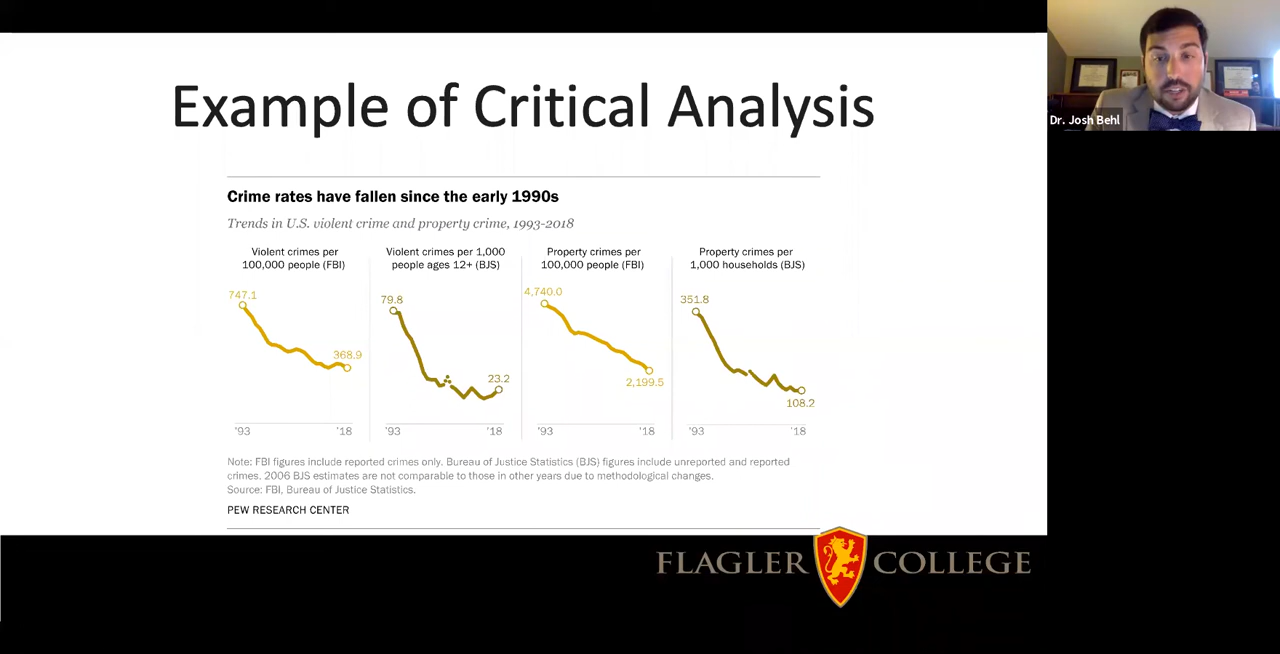 Example of Critical Analysis
Dr. Josh Behl
Crime rates have fallen since the early 1990s
Trends in U.S. violent crime and property crime, 1993-2018
Violent crimes per
100,000 people (FBI)
747.1
368.9
'93
'18
Violent crimes per 1,000
people ages 12+ (BJS)
79.8
23.2
'93
'18
Property crimes per
100,000 people (FBI)
4,740.0
2,199.5
'93
'18
Property crimes per
1,000 households (BJS)
351.8
108.2
'93
'18
Note: FBI figures include reported crimes only. Bureau of Justice Statistics (BJS) figures include unreported and reported
crimes. 2006 BJS estimates are not comparable to those in other years due to methodological changes.
Source: FBI, Bureau of Justice Statistics.
PEW RESEARCH CENTER
FLAGLER COLLEGE